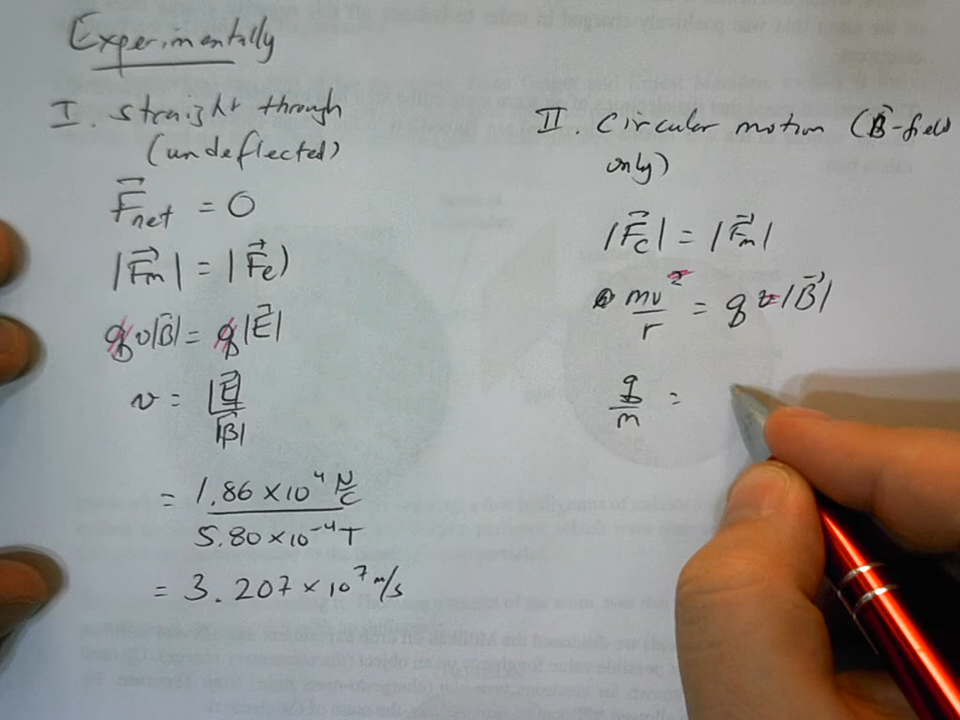 Experimentally
I. straight through
(undeflected)
F⃗net = 0
|F⃗m| = |F⃗e|
qv|B⃗| = q|E⃗|
v = |E⃗| / |B⃗|
= 1.86 × 10⁴ N/C / 5.80 × 10⁻⁴ T
= 3.207 × 10⁷ m/s
II. Circular motion (B⃗-field
only)
|F⃗c| = |F⃗m|
mv² / r = qv|B⃗|
q / m =